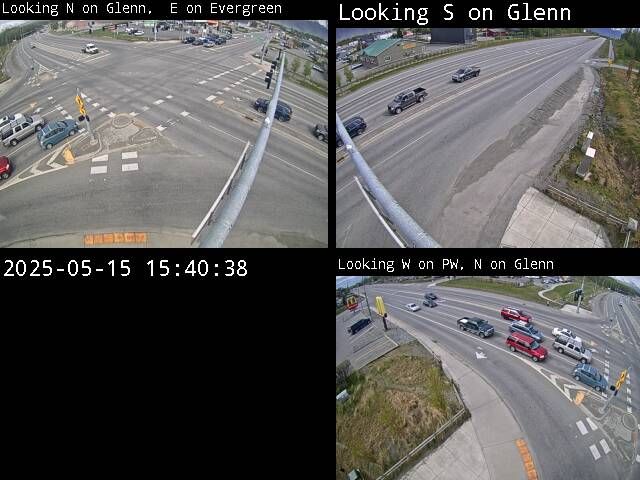 Looking N on Glenn,  E on Evergreen
Looking S on Glenn
2025-05-15 15:40:38
Looking W on PW, N on Glenn